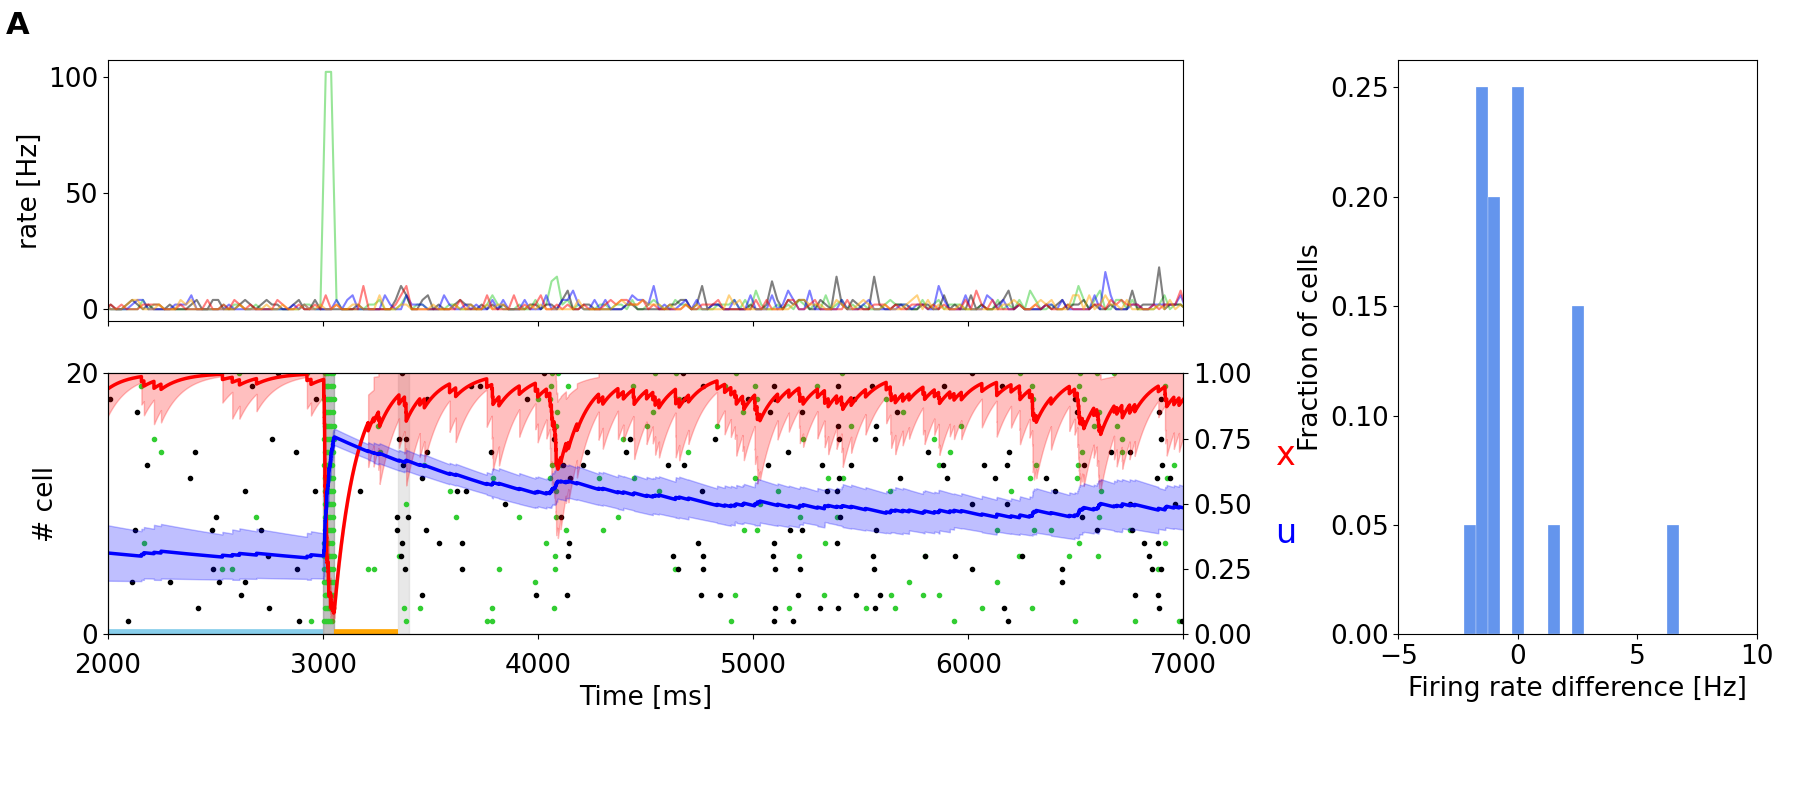 A
rate [Hz]
100
50
0
# cell
20
0
1.00
0.75
0.50
0.25
0.00
x
u
2000 3000 4000 5000 6000 7000
Time [ms]
Fraction of cells
0.25
0.20
0.15
0.10
0.05
0.00
−5 0 5 10
Firing rate difference [Hz]